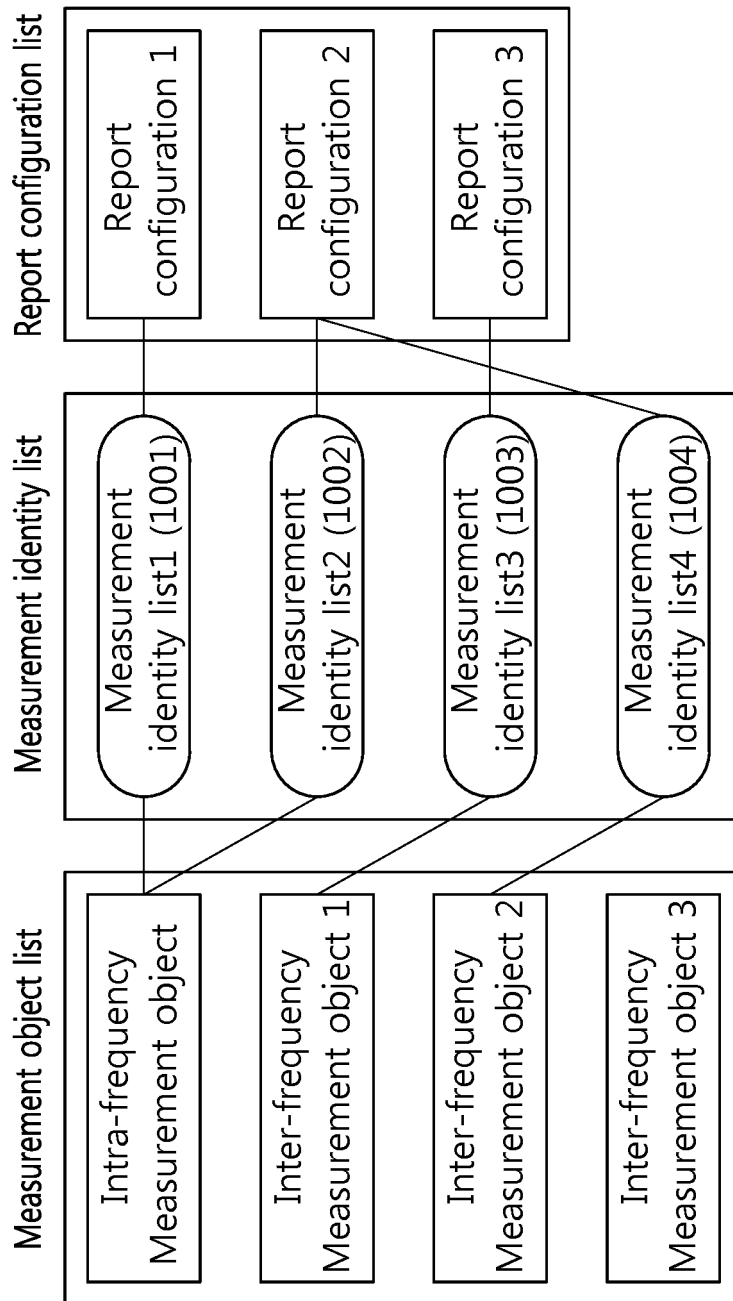 Measurement object list
Intra-frequency
Measurement object
Inter-frequency
Measurement object 1
Inter-frequency
Measurement object 2
Inter-frequency
Measurement object 3
Measurement identity list
Measurement
identity list1 (1001)
Measurement
identity list2 (1002)
Measurement
identity list3 (1003)
Measurement
identity list4 (1004)
Report configuration list
Report
configuration 1
Report
configuration 2
Report
configuration 3